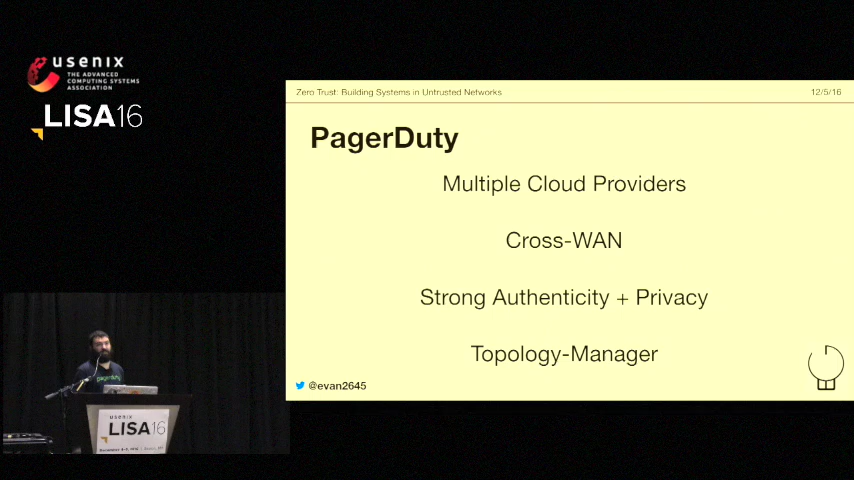 usenix
THE ADVANCED
COMPUTING SYSTEMS
ASSOCIATION
LISA16
Zero Trust: Building Systems in Untrusted Networks
12/5/16
PagerDuty
Multiple Cloud Providers
Cross-WAN
Strong Authenticity + Privacy
Topology-Manager
@evan2645
pagerduty
usenix
LISA16